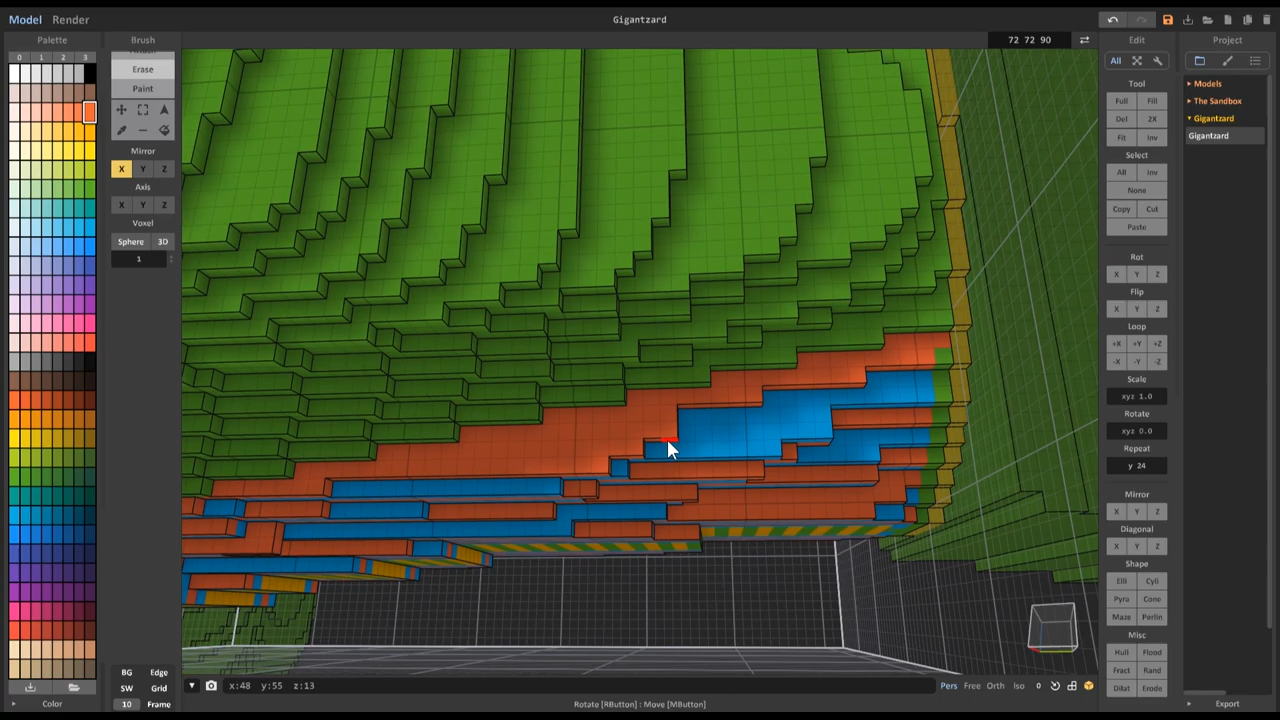 Model Render
Gigantzard
Palette
Brush
72 72 90
Edit
Project
0 1 2 3
Erase
Paint
Mirror
X Y Z
Axis
X Y Z
Voxel
Sphere 3D
1
All
Tool
Full Fill
Del 2X
Fit Inv
Select
All Inv
None
Copy Cut
Paste
Rot
X Y Z
Flip
X Y Z
Loop
+X +Y +Z
-X -Y -Z
Scale
xyz 1.0
Rotate
xyz 0.0
Repeat
y 24
Mirror
X Y Z
Diagonal
X Y Z
Shape
Elli Cyli
Pyra Cone
Maze Perlin
Misc
Hull Flood
Fract Rand
Dilat Erode
Models
The Sandbox
Gigantzard
Gigantzard
BG Edge
SW Grid
10 Frame
Color
x:48 y:55 z:13
Pers Free Orth Iso 0
Rotate [RButton] : Move [MButton]
Export